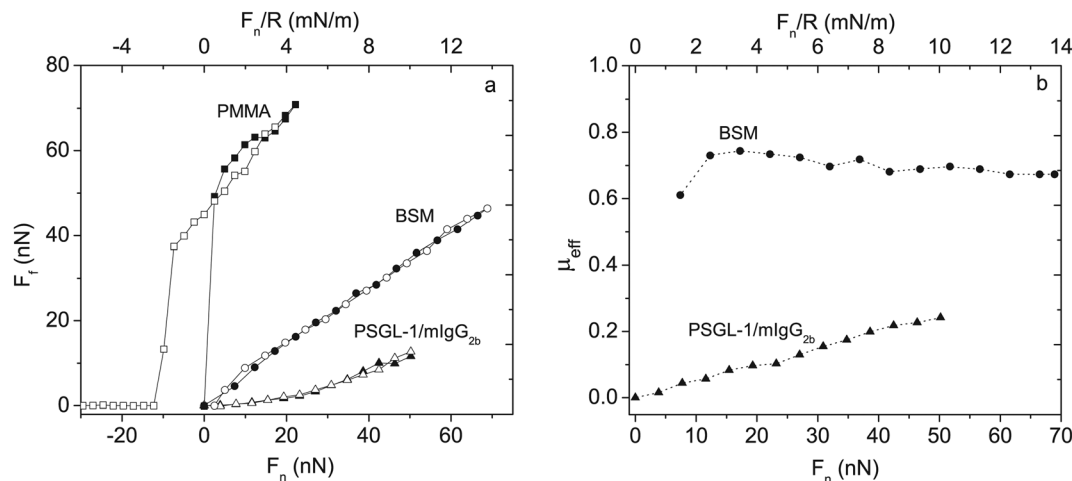 Fₙ/R (mN/m)
-4 0 4 8 12
80
60
40
20
0
F_f (nN)
a
PMMA
BSM
PSGL-1/mIgG₂b
-20 0 20 40 60
Fₙ (nN)
Fₙ/R (mN/m)
0 2 4 6 8 10 12 14
1.0
0.8
0.6
0.4
0.2
0.0
μeff
b
BSM
PSGL-1/mIgG₂b
0 10 20 30 40 50 60 70
Fₙ (nN)